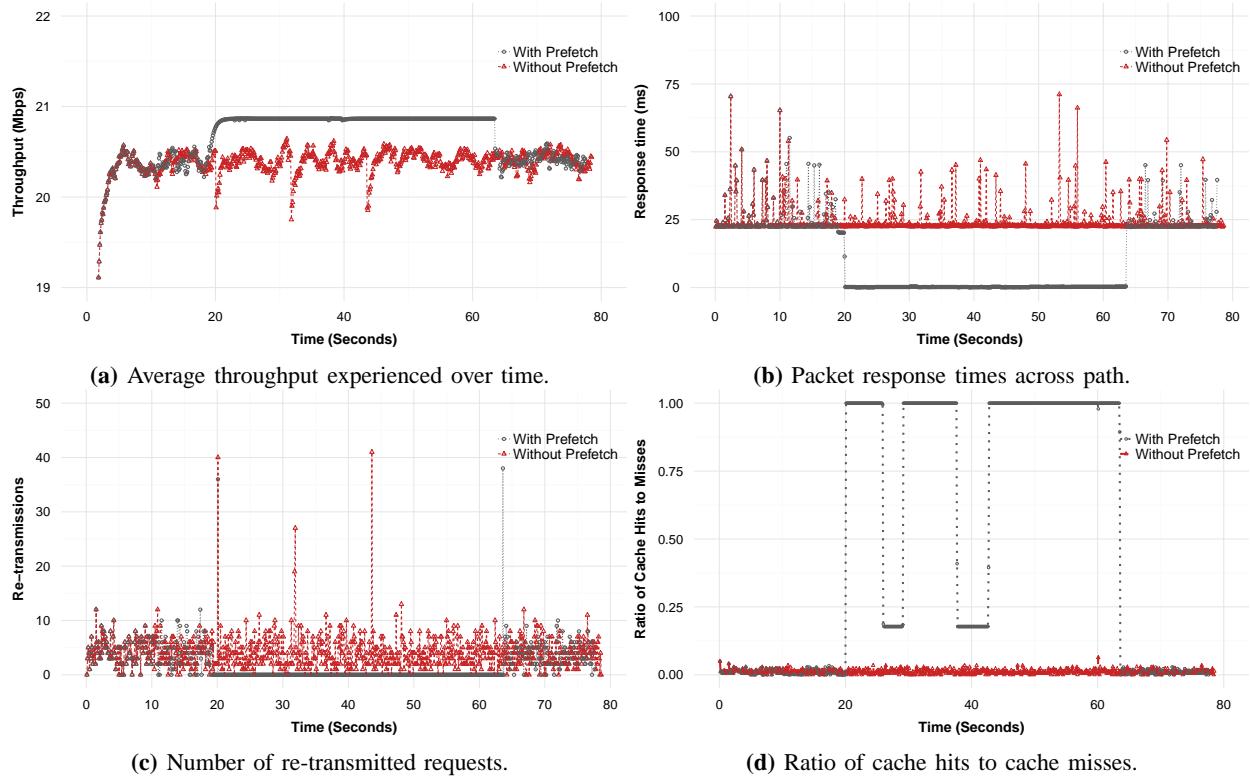 22
21
20
19
Throughput (Mbps)
With Prefetch
Without Prefetch
0 20 40 60 80
Time (Seconds)
(a) Average throughput experienced over time.
100
75
50
25
0
Response time (ms)
With Prefetch
Without Prefetch
0 10 20 30 40 50 60 70 80
Time (Seconds)
(b) Packet response times across path.
50
40
30
20
10
0
Re−transmissions
With Prefetch
Without Prefetch
0 10 20 30 40 50 60 70 80
Time (Seconds)
(c) Number of re-transmitted requests.
1.00
0.75
0.50
0.25
0.00
Ratio of Cache Hits to Misses
With Prefetch
Without Prefetch
0 20 40 60 80
Time (Seconds)
(d) Ratio of cache hits to cache misses.